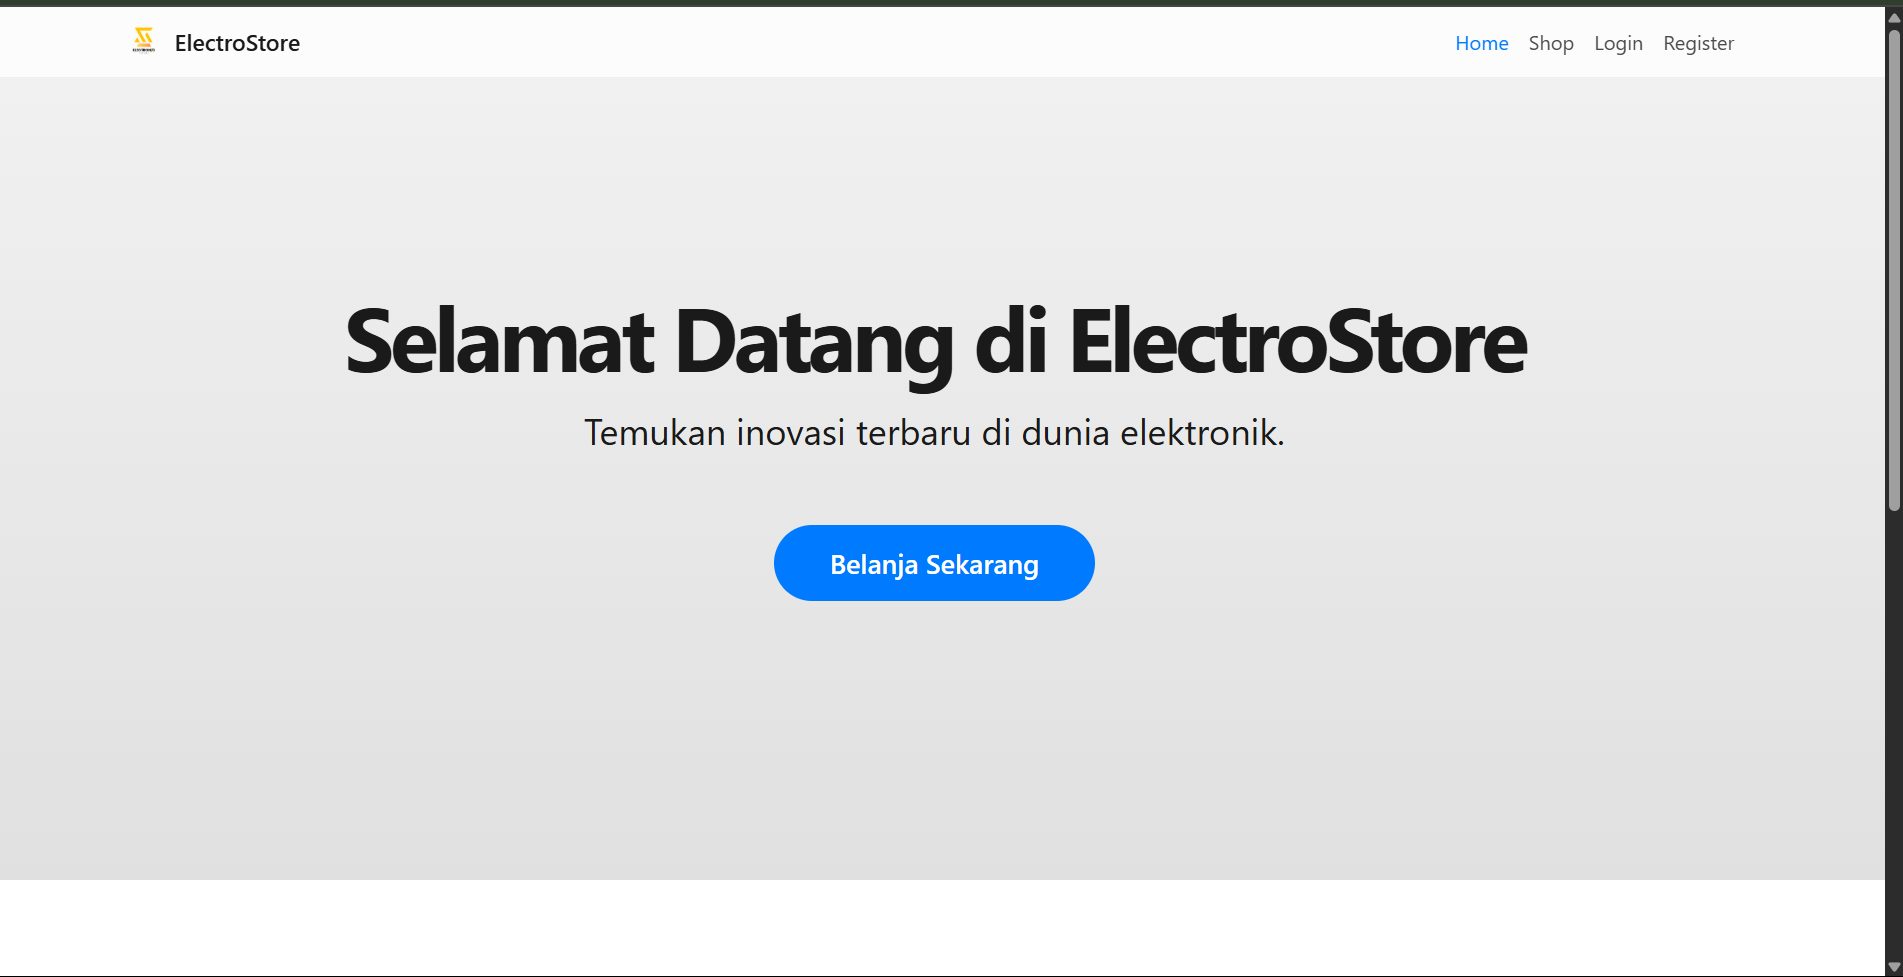 ElectroStore
Home Shop Login Register
Selamat Datang di ElectroStore
Temukan inovasi terbaru di dunia elektronik.
Belanja Sekarang